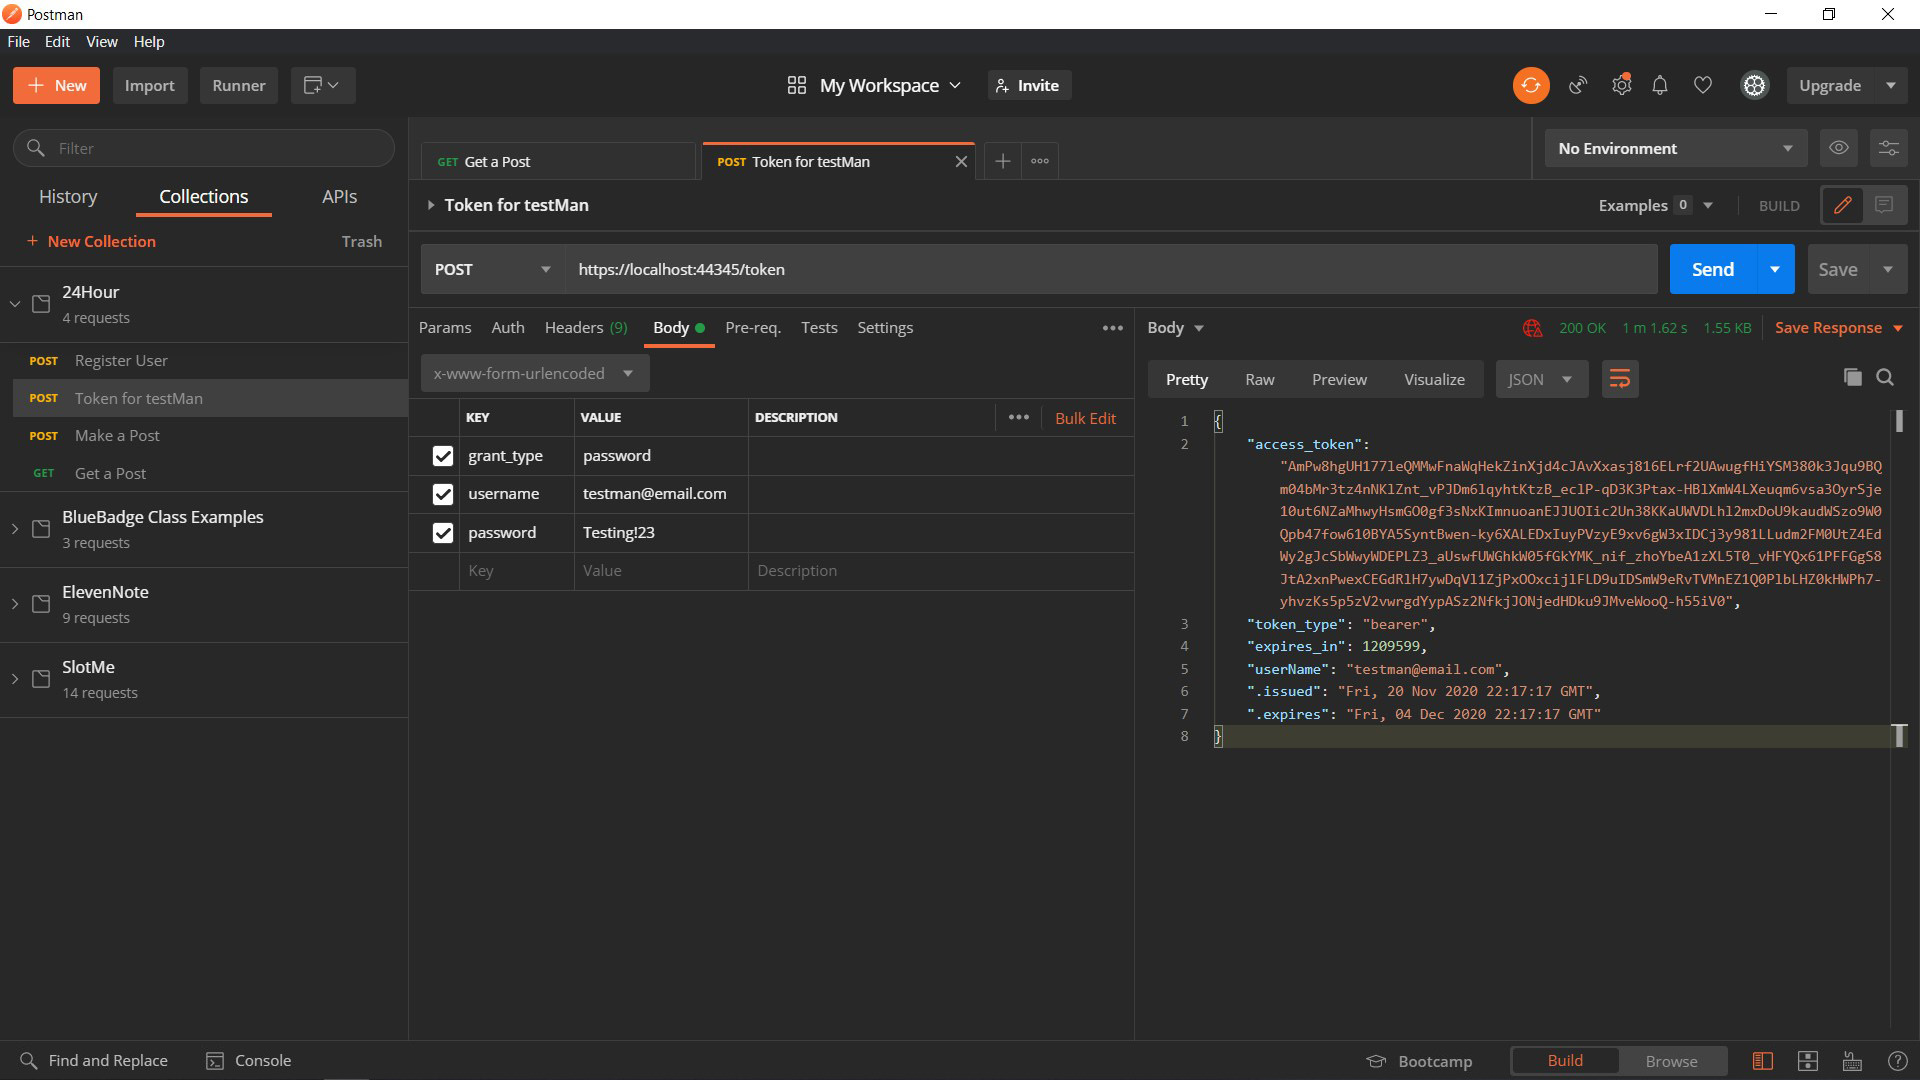 Postman
File Edit View Help
New Import Runner My Workspace Invite Upgrade
Filter
History Collections APIs
+ New Collection Trash
24Hour
4 requests
POST Register User
POST Token for testMan
POST Make a Post
GET Get a Post
BlueBadge Class Examples
3 requests
ElevenNote
9 requests
SlotMe
14 requests
GET Get a Post POST Token for testMan
No Environment
Token for testMan
Examples 0 BUILD
POST https://localhost:44345/token Send Save
Params Auth Headers (9) Body Pre-req. Tests Settings
x-www-form-urlencoded
KEY VALUE DESCRIPTION Bulk Edit
grant_type password
username testman@email.com
password Testing!23
Key Value Description
Body 200 OK 1 m 1.62 s 1.55 KB Save Response
Pretty Raw Preview Visualize JSON
1 {
2 "access_token":
3 "token_type": "bearer",
4 "expires_in": 1209599,
5 "userName": "testman@email.com",
6 ".issued": "Fri, 20 Nov 2020 22:17:17 GMT",
7 ".expires": "Fri, 04 Dec 2020 22:17:17 GMT"
8 }
Find and Replace Console Bootcamp Build Browse